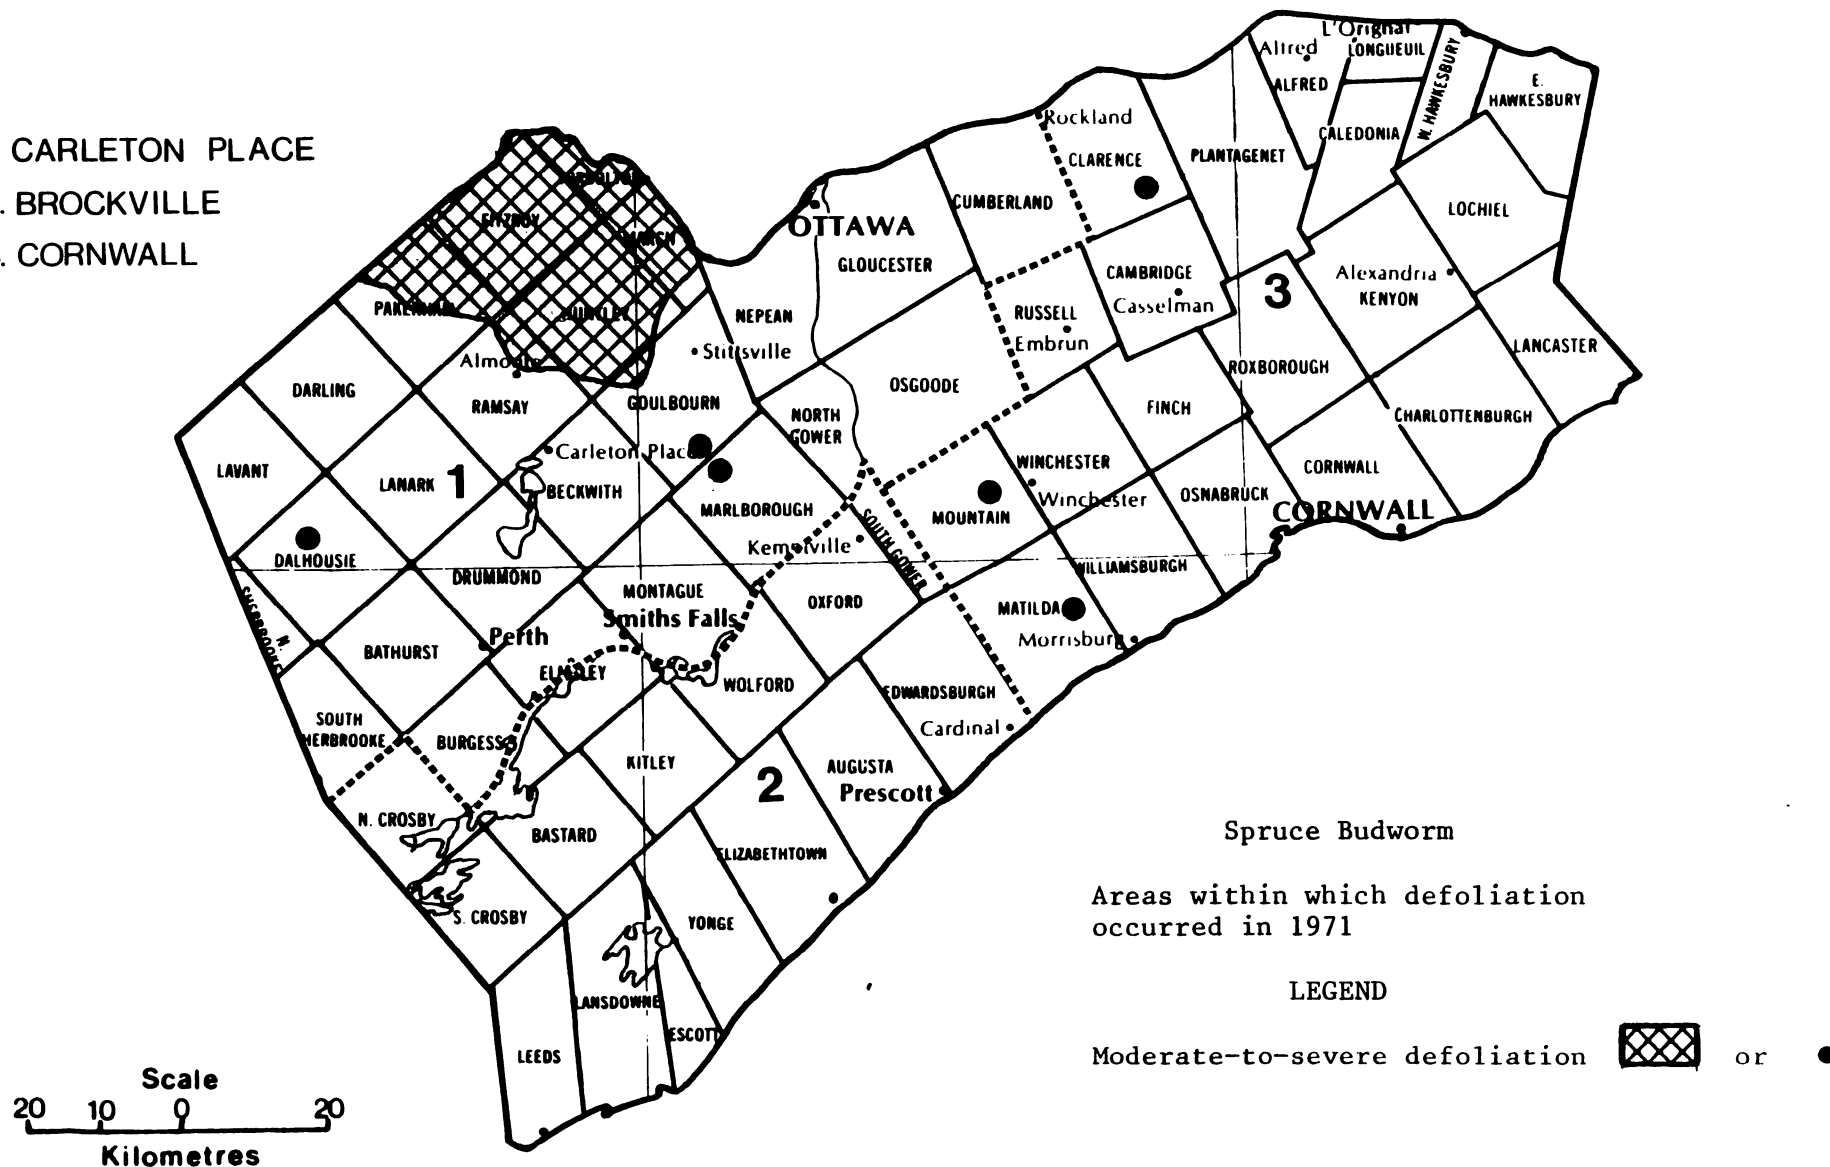 CARLETON PLACE
. BROCKVILLE
. CORNWALL
L'Orignal
Alfred
LONGUEUIL
ALFRED
W. HAWKESBURY
E.
HAWKESBURY
Rockland
CLARENCE
PLANTAGENET
CALEDONIA
LOCHIEL
CUMBERLAND
OTTAWA
GLOUCESTER
FITZROY
MARCH
HUNTLEY
PAKENHAM
CAMBRIDGE
Casselman
3
Alexandria
KENYON
RUSSELL
Embrun
NEPEAN
Stittsville
Almonte
LANCASTER
DARLING
RAMSAY
GOULBOURN
NORTH
GOWER
OSGOODE
ROXBOROUGH
FINCH
CHARLOTTENBURGH
LAVANT
LANARK
1
Carleton Place
BECKWITH
MARLBOROUGH
WINCHESTER
Winchester
MOUNTAIN
OSNABRUCK
CORNWALL
CORNWALL
DALHOUSIE
DRUMMOND
MONTAGUE
Kemptville
SOUTH GOWER
WILLIAMSBURGH
N.
SHERBROOKE
Smiths Falls
OXFORD
MATILDA
Morrisburg
BATHURST
Perth
ELMSLEY
WOLFORD
EDWARDSBURGH
Cardinal
SOUTH
SHERBROOKE
BURGESS
KITLEY
2
AUGUSTA
Prescott
N. CROSBY
BASTARD
ELIZABETHTOWN
S. CROSBY
YONGE
LANSDOWNE
ESCOTT
LEEDS
Spruce Budworm
Areas within which defoliation
occurred in 1971
LEGEND
Moderate-to-severe defoliation or
Scale
20 10 0 20
Kilometres